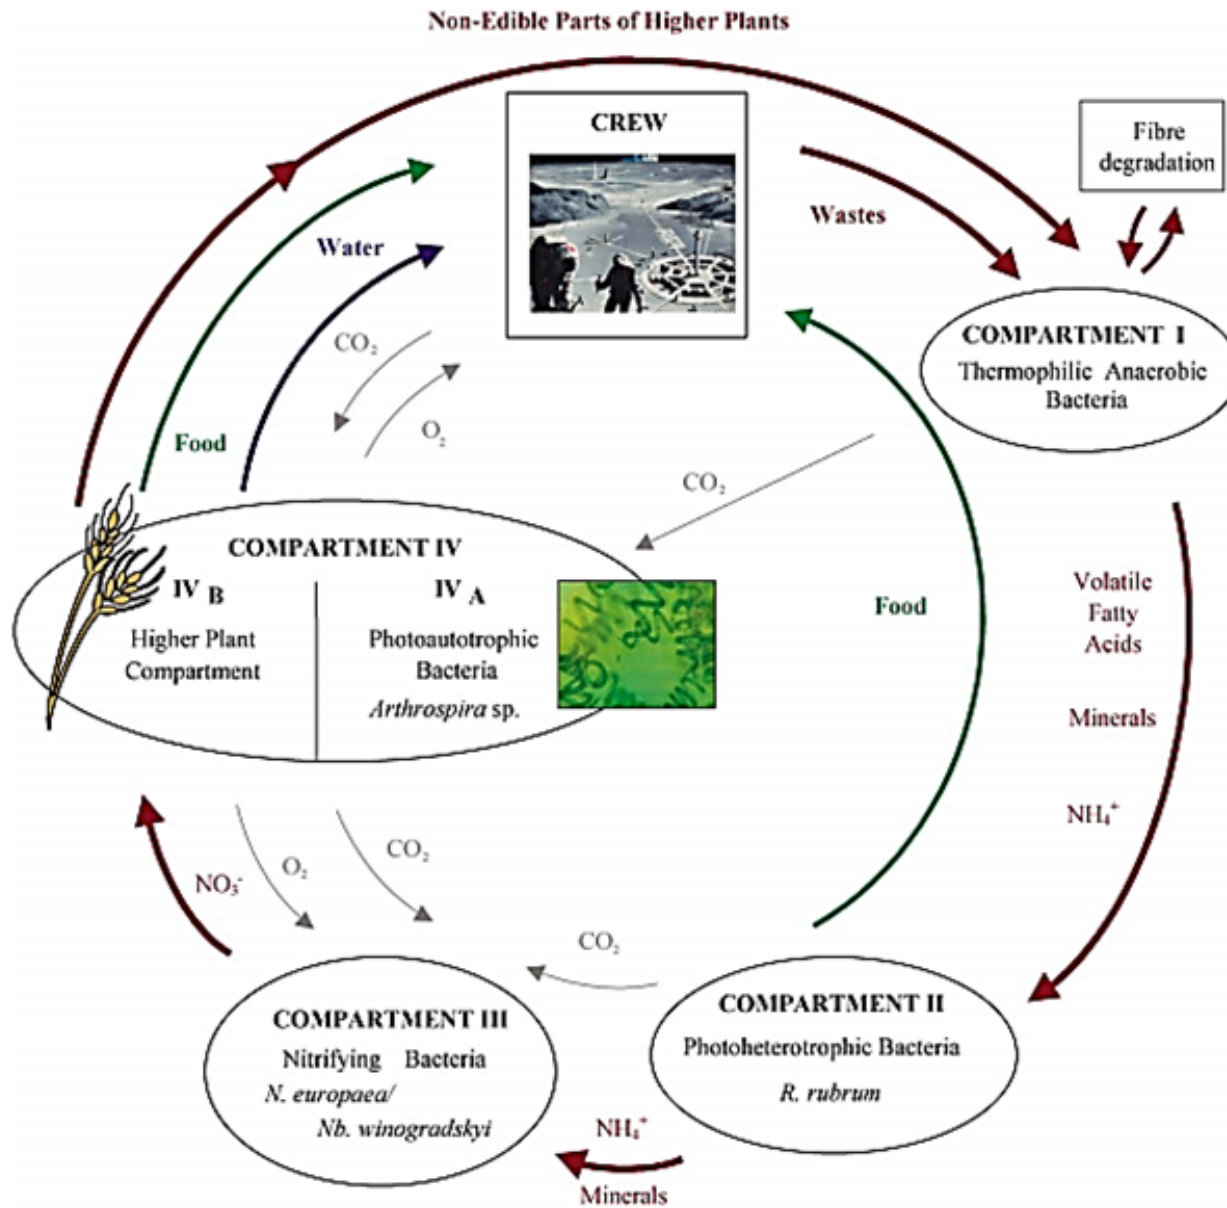 Non-Edible Parts of Higher Plants
CREW
Fibre
degradation
Wastes
Water
CO₂
O₂
Food
COMPARTMENT I
Thermophilic Anaerobic
Bacteria
CO₂
COMPARTMENT IV
IV B
Higher Plant
Compartment
IV A
Photoautotrophic
Bacteria
Arthrospira sp.
Food
Volatile
Fatty
Acids
Minerals
NH₄⁺
NO₃⁻
O₂
CO₂
CO₂
COMPARTMENT III
Nitrifying Bacteria
N. europaea/
Nb. winogradskyi
COMPARTMENT II
Photoheterotrophic Bacteria
R. rubrum
NH₄⁺
Minerals